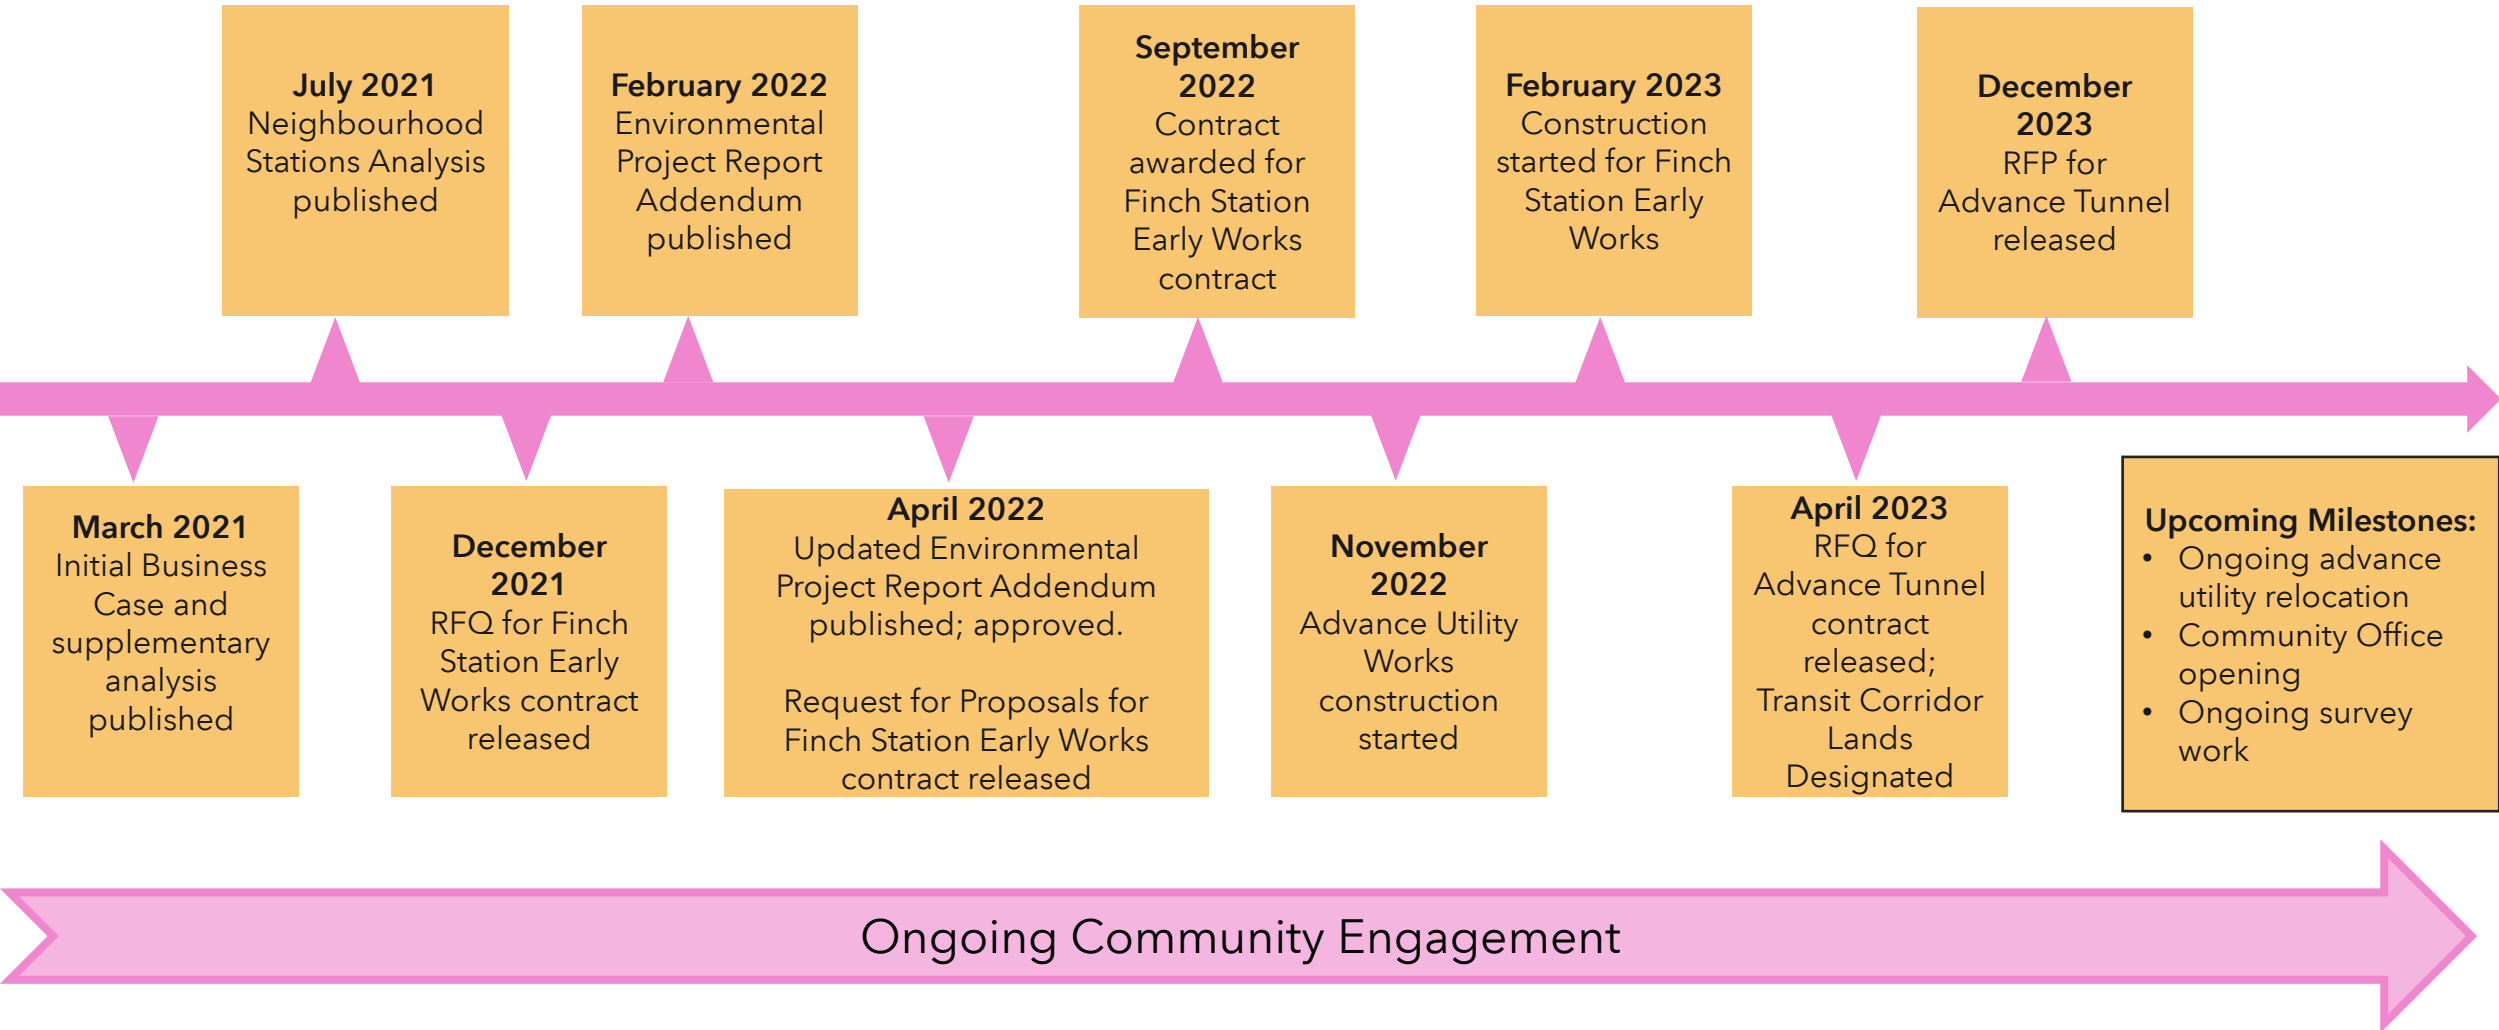 July 2021
Neighbourhood
Stations Analysis
published
February 2022
Environmental
Project Report
Addendum
published
September
2022
Contract
awarded for
Finch Station
Early Works
contract
February 2023
Construction
started for Finch
Station Early
Works
December
2023
RFP for
Advance Tunnel
released
March 2021
Initial Business
Case and
supplementary
analysis
published
December
2021
RFQ for Finch
Station Early
Works contract
released
April 2022
Updated Environmental
Project Report Addendum
published; approved.
Request for Proposals for
Finch Station Early Works
contract released
November
2022
Advance Utility
Works
construction
started
April 2023
RFQ for
Advance Tunnel
contract
released;
Transit Corridor
Lands
Designated
Upcoming Milestones:
• Ongoing advance
utility relocation
• Community Office
opening
• Ongoing survey
work
Ongoing Community Engagement